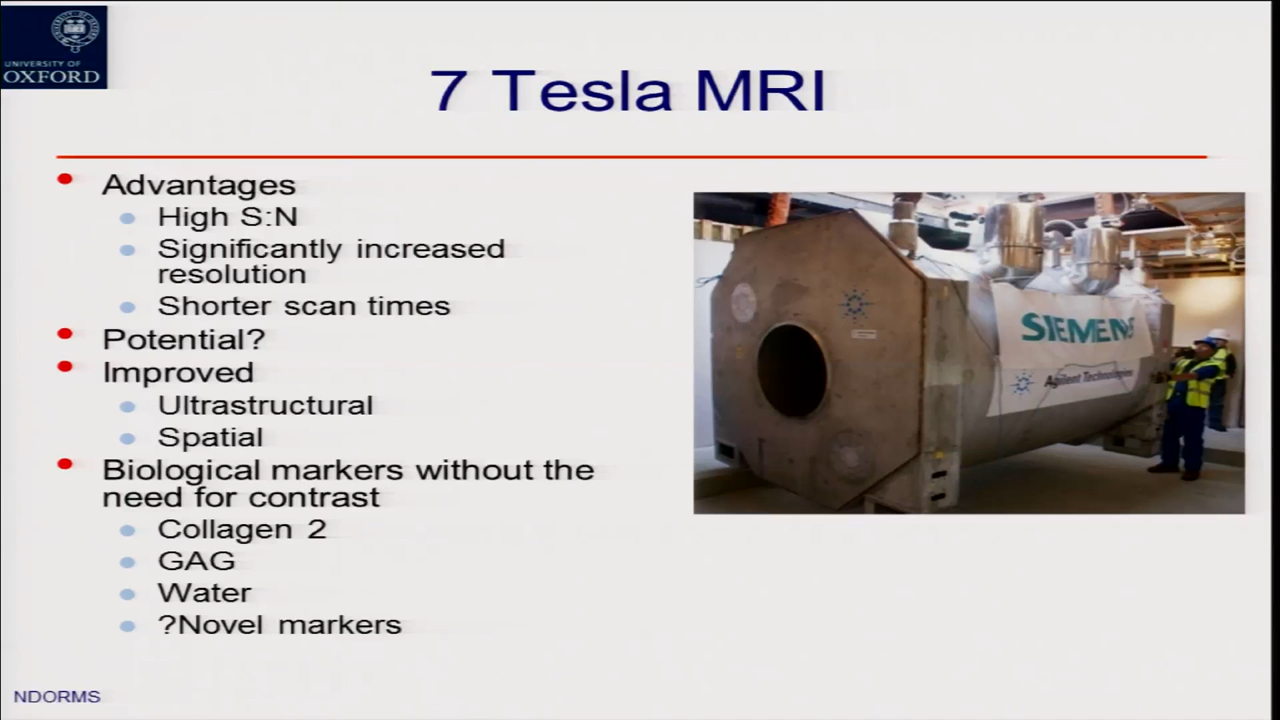 UNIVERSITY OF
OXFORD
7 Tesla MRI
Advantages
High S:N
Significantly increased
resolution
Shorter scan times
Potential?
Improved
Ultrastructural
Spatial
Biological markers without the
need for contrast
Collagen 2
GAG
Water
?Novel markers
SIEMENS
Agilent Technologies
NDORMS